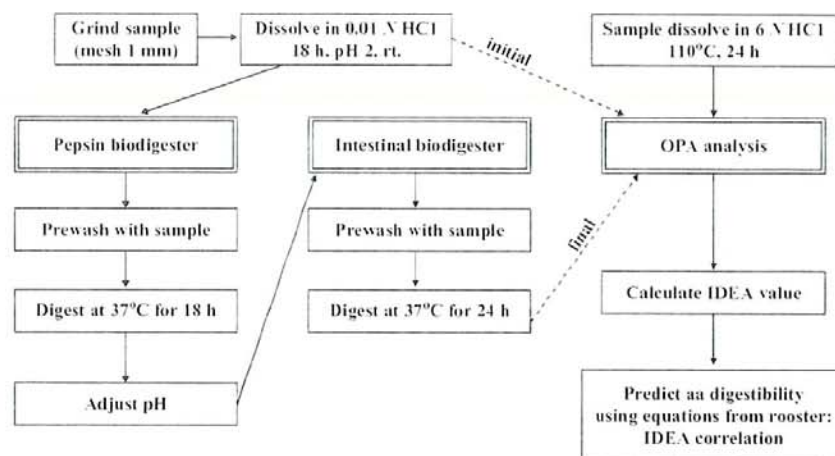 Grind sample
(mesh 1 mm)
Dissolve in 0.01 N HCl
18 h, pH 2, rt.
initial
Sample dissolve in 6 N HCl
110°C, 24 h
Pepsin biodigester
Intestinal biodigester
OPA analysis
Prewash with sample
Prewash with sample
final
Digest at 37°C for 18 h
Digest at 37°C for 24 h
Calculate IDEA value
Adjust pH
Predict aa digestibility
using equations from rooster:
IDEA correlation